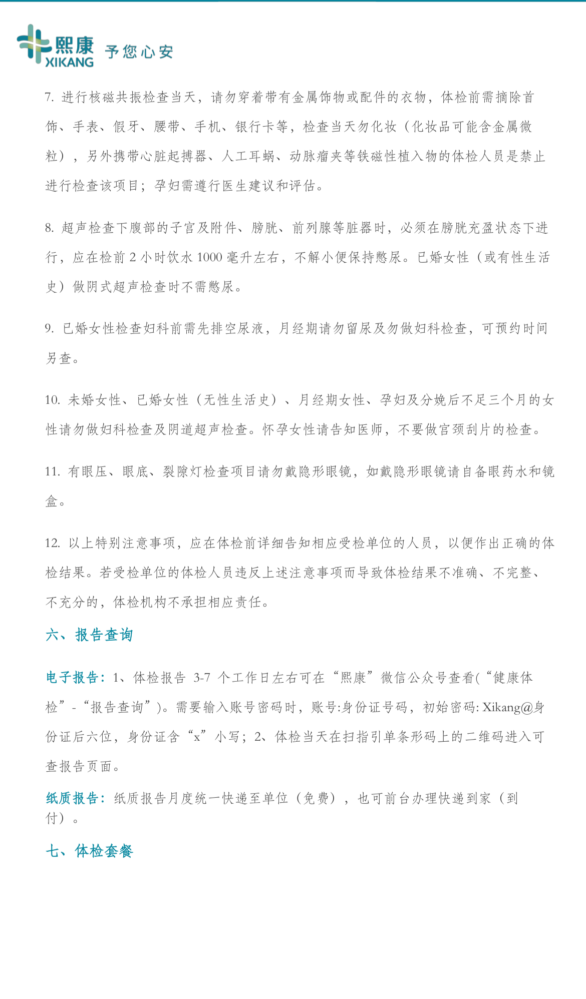 熙康
XIKANG
予您心安
7. 进行核磁共振检查当天，请勿穿着带有金属饰物或配件的衣物，体检前需摘除首
饰、手表、假牙、腰带、手机、银行卡等，检查当天勿化妆（化妆品可能含金属微
粒），另外携带心脏起搏器、人工耳蜗、动脉瘤夹等铁磁性植入物的体检人员是禁止
进行检查该项目；孕妇需遵行医生建议和评估。
8. 超声检查下腹部的子宫及附件、膀胱、前列腺等脏器时，必须在膀胱充盈状态下进
行，应在检前 2 小时饮水 1000 毫升左右，不解小便保持憋尿。已婚女性（或有性生活
史）做阴式超声检查时不需憋尿。
9. 已婚女性检查妇科前需先排空尿液，月经期请勿留尿及勿做妇科检查，可预约时间
另查。
10. 未婚女性、已婚女性（无性生活史）、月经期女性、孕妇及分娩后不足三个月的女
性请勿做妇科检查及阴道超声检查。怀孕女性请告知医师，不要做宫颈刮片的检查。
11. 有眼压、眼底、裂隙灯检查项目请勿戴隐形眼镜，如戴隐形眼镜请自备眼药水和镜
盒。
12. 以上特别注意事项，应在体检前详细告知相应受检单位的人员，以便作出正确的体
检结果。若受检单位的体检人员违反上述注意事项而导致体检结果不准确、不完整、
不充分的，体检机构不承担相应责任。
六、报告查询
电子报告：1、体检报告 3-7 个工作日左右可在“熙康”微信公众号查看(“健康体
检”-“报告查询”)。需要输入账号密码时，账号:身份证号码，初始密码: Xikang@身
份证后六位，身份证含“x”小写；2、体检当天在扫指引单条形码上的二维码进入可
查报告页面。
纸质报告：纸质报告月度统一快递至单位（免费），也可前台办理快递到家（到
付）。
七、体检套餐